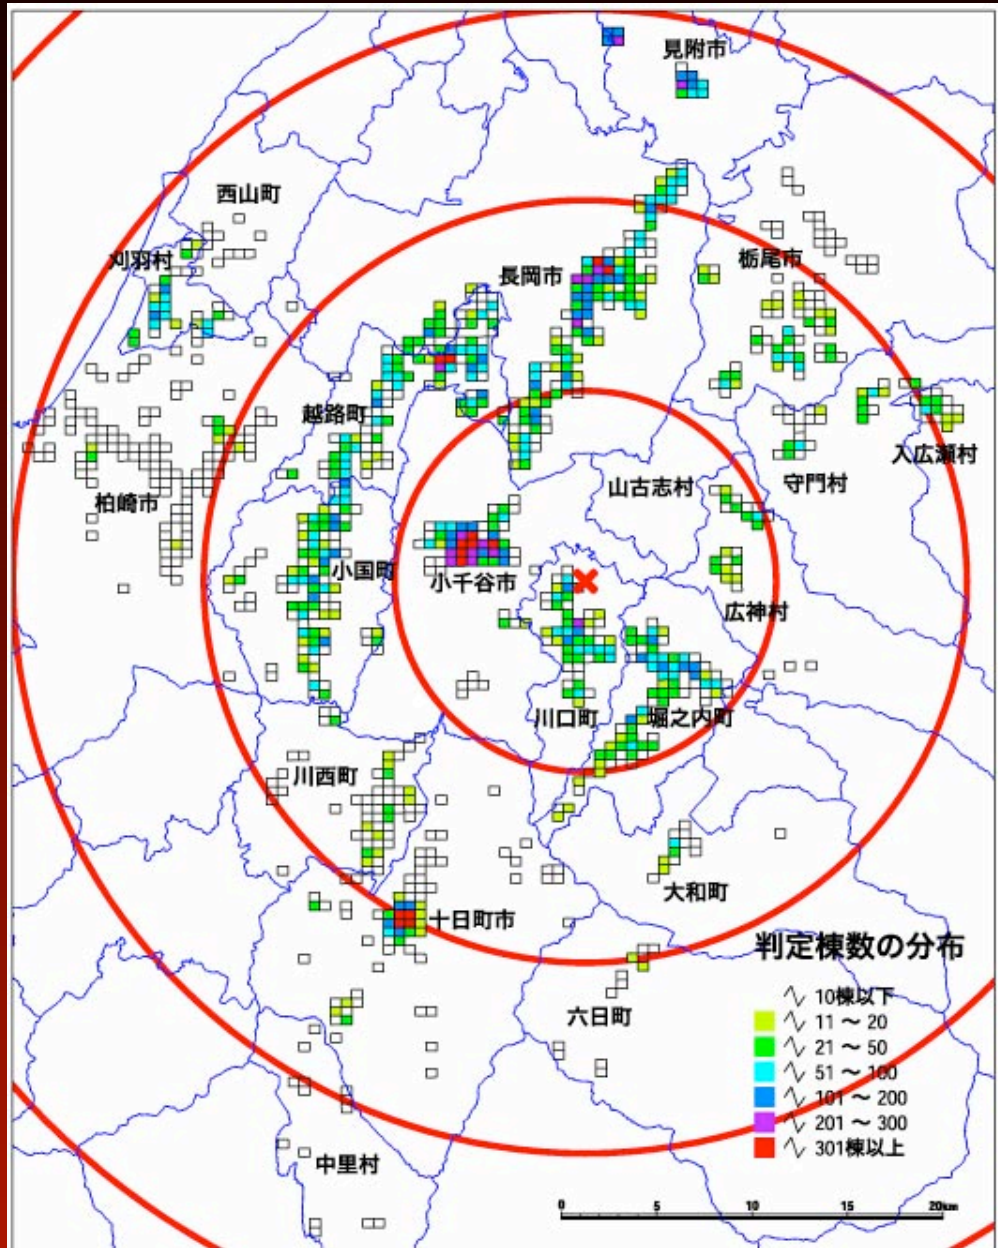 見附市
西山町
刈羽村
栃尾市
長岡市
越路町
入広瀬村
守門村
山古志村
柏崎市
小国町
小千谷市
広神村
川口町
堀之内町
川西町
大和町
十日町市
六日町
中里村
判定棟数の分布
10棟以下
11 〜 20
21 〜 50
51 〜 100
101 〜 200
201 〜 300
301棟以上
0 5 10 15 20km